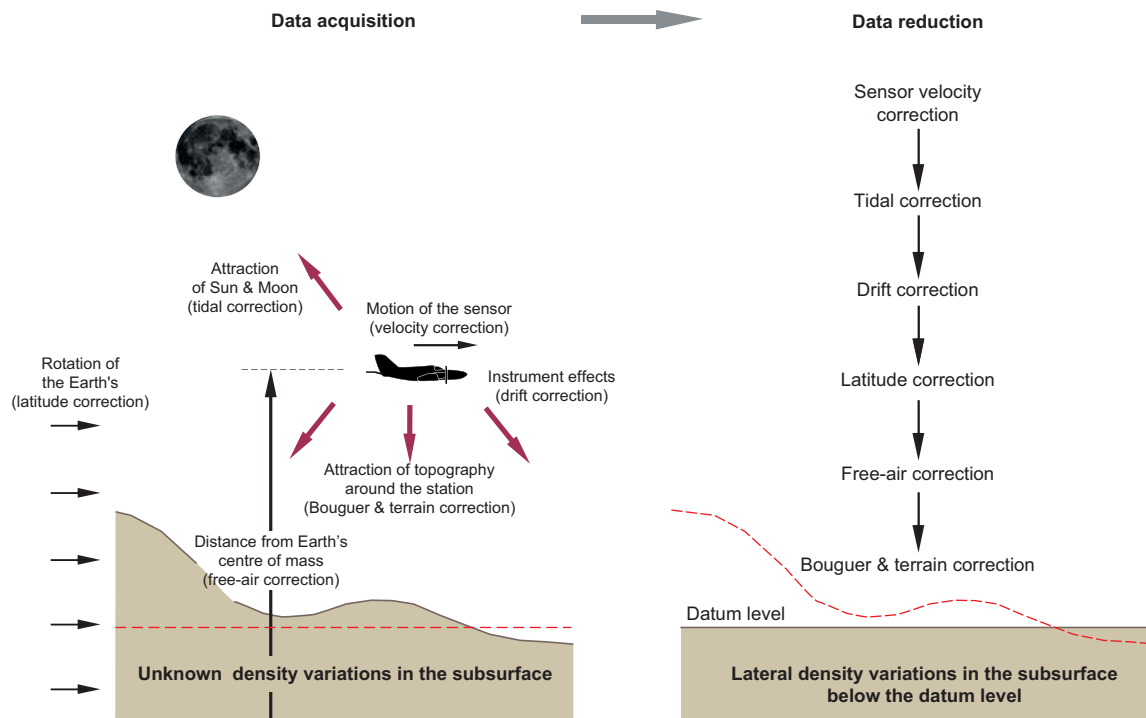 Data acquisition
Data reduction
Sensor velocity
correction
Tidal correction
Drift correction
Latitude correction
Free-air correction
Bouguer & terrain correction
Attraction
of Sun & Moon
(tidal correction)
Motion of the sensor
(velocity correction)
Rotation of
the Earth's
(latitude correction)
Instrument effects
(drift correction)
Attraction of topography
around the station
(Bouguer & terrain correction)
Distance from Earth's
centre of mass
(free-air correction)
Unknown density variations in the subsurface
Datum level
Lateral density variations in the subsurface
below the datum level